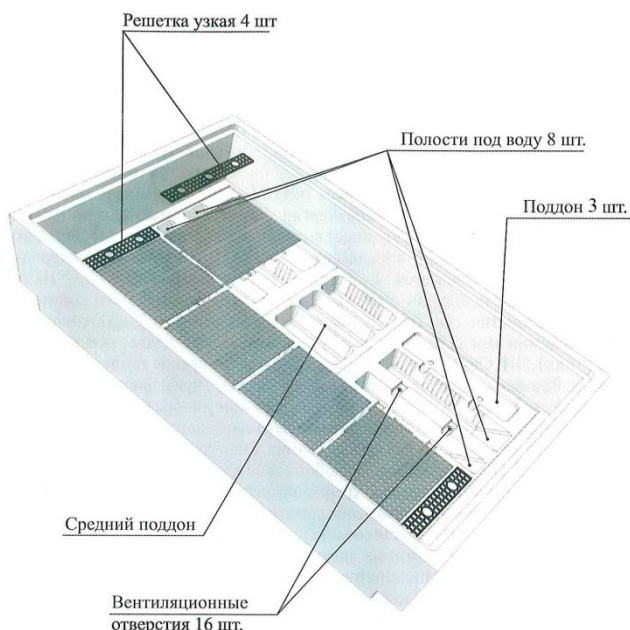 Решетка узкая 4 шт
Полости под воду 8 шт.
Поддон 3 шт.
Средний поддон
Вентиляционные
отверстия 16 шт.